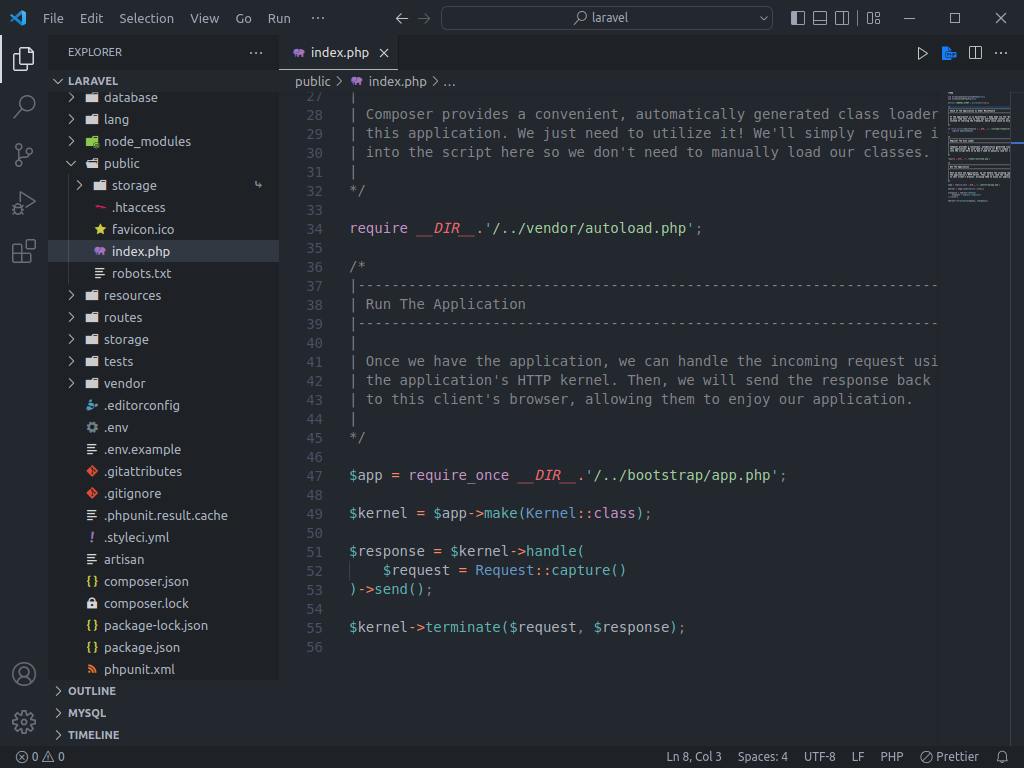 File Edit Selection View Go Run ···
laravel
EXPLORER
index.php
public > index.php > ...
LARAVEL
database
lang
node_modules
public
storage
.htaccess
favicon.ico
index.php
robots.txt
resources
routes
storage
tests
vendor
.editorconfig
.env
.env.example
.gitattributes
.gitignore
.phpunit.result.cache
.styleci.yml
artisan
composer.json
composer.lock
package-lock.json
package.json
phpunit.xml
OUTLINE
MYSQL
TIMELINE
27 |
28 | Composer provides a convenient, automatically generated class loader
29 | this application. We just need to utilize it! We'll simply require i
30 | into the script here so we don't need to manually load our classes.
31 |
32 */
33
34 require __DIR__.'/../vendor/autoload.php';
35
36 /*
37 |----------------------------------------------------------------------
38 | Run The Application
39 |----------------------------------------------------------------------
40 |
41 | Once we have the application, we can handle the incoming request usi
42 | the application's HTTP kernel. Then, we will send the response back
43 | to this client's browser, allowing them to enjoy our application.
44 |
45 */
46
47 $app = require_once __DIR__.'/../bootstrap/app.php';
48
49 $kernel = $app->make(Kernel::class);
50
51 $response = $kernel->handle(
52 $request = Request::capture()
53 )->send();
54
55 $kernel->terminate($request, $response);
56
0 0
Ln 8, Col 3 Spaces: 4 UTF-8 LF PHP Prettier